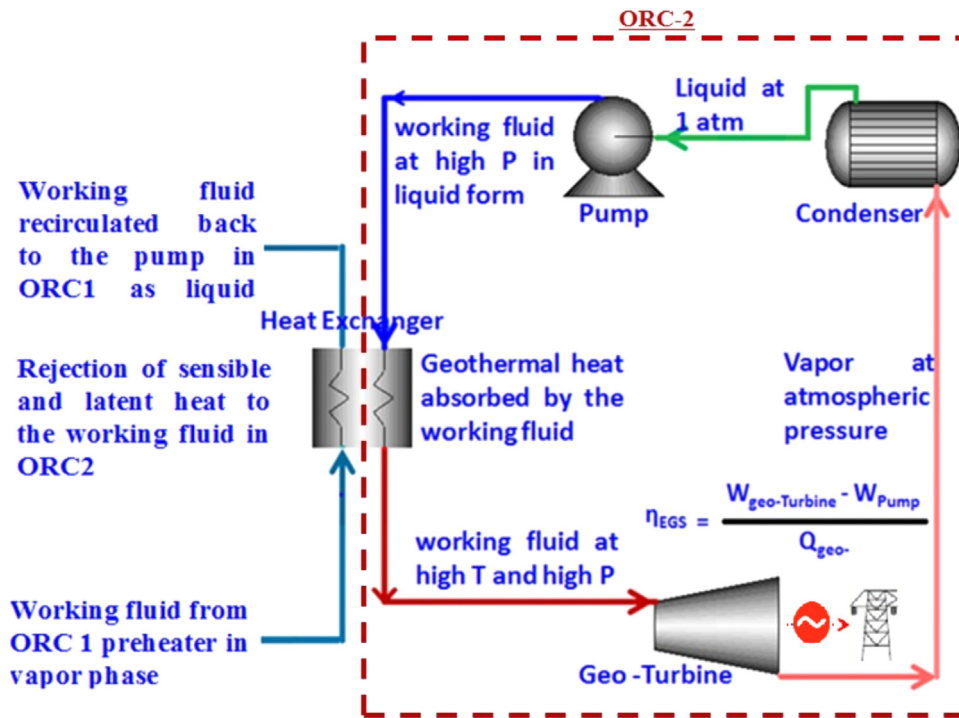 ORC-2
Liquid at
1 atm
working fluid
at high P in
liquid form
Pump
Condenser
Working fluid
recirculated back
to the pump in
ORC1 as liquid
Heat Exchanger
Rejection of sensible
and latent heat to
the working fluid in
ORC2
Geothermal heat
absorbed by the
working fluid
Vapor at
atmospheric
pressure
η_EGS = (W_geo-Turbine - W_Pump) / Q_geo-
working fluid at
high T and high P
Working fluid from
ORC 1 preheater in
vapor phase
Geo -Turbine